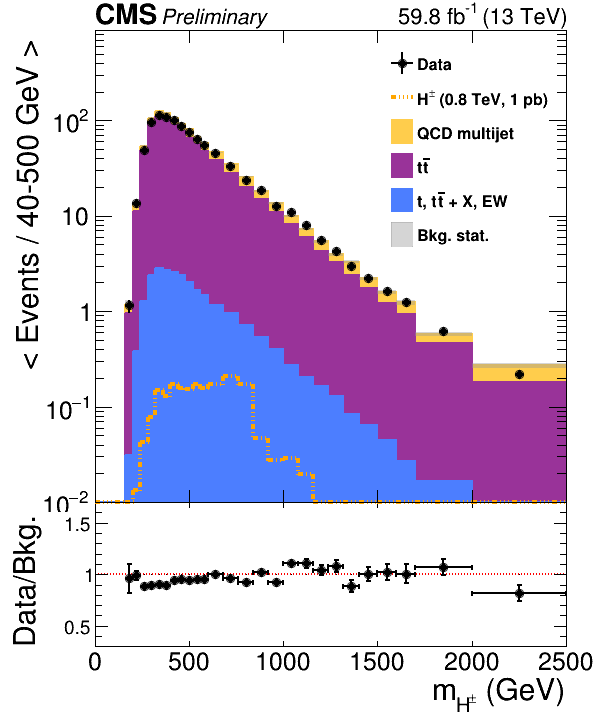 CMS Preliminary 59.8 fb⁻¹ (13 TeV)
< Events / 40-500 GeV >
10²
10
1
10⁻¹
10⁻²
Data
H± (0.8 TeV, 1 pb)
QCD multijet
tt̄
t, tt̄ + X, EW
Bkg. stat.
Data/Bkg.
1.5
1
0.5
0 500 1000 1500 2000 2500
m_H± (GeV)